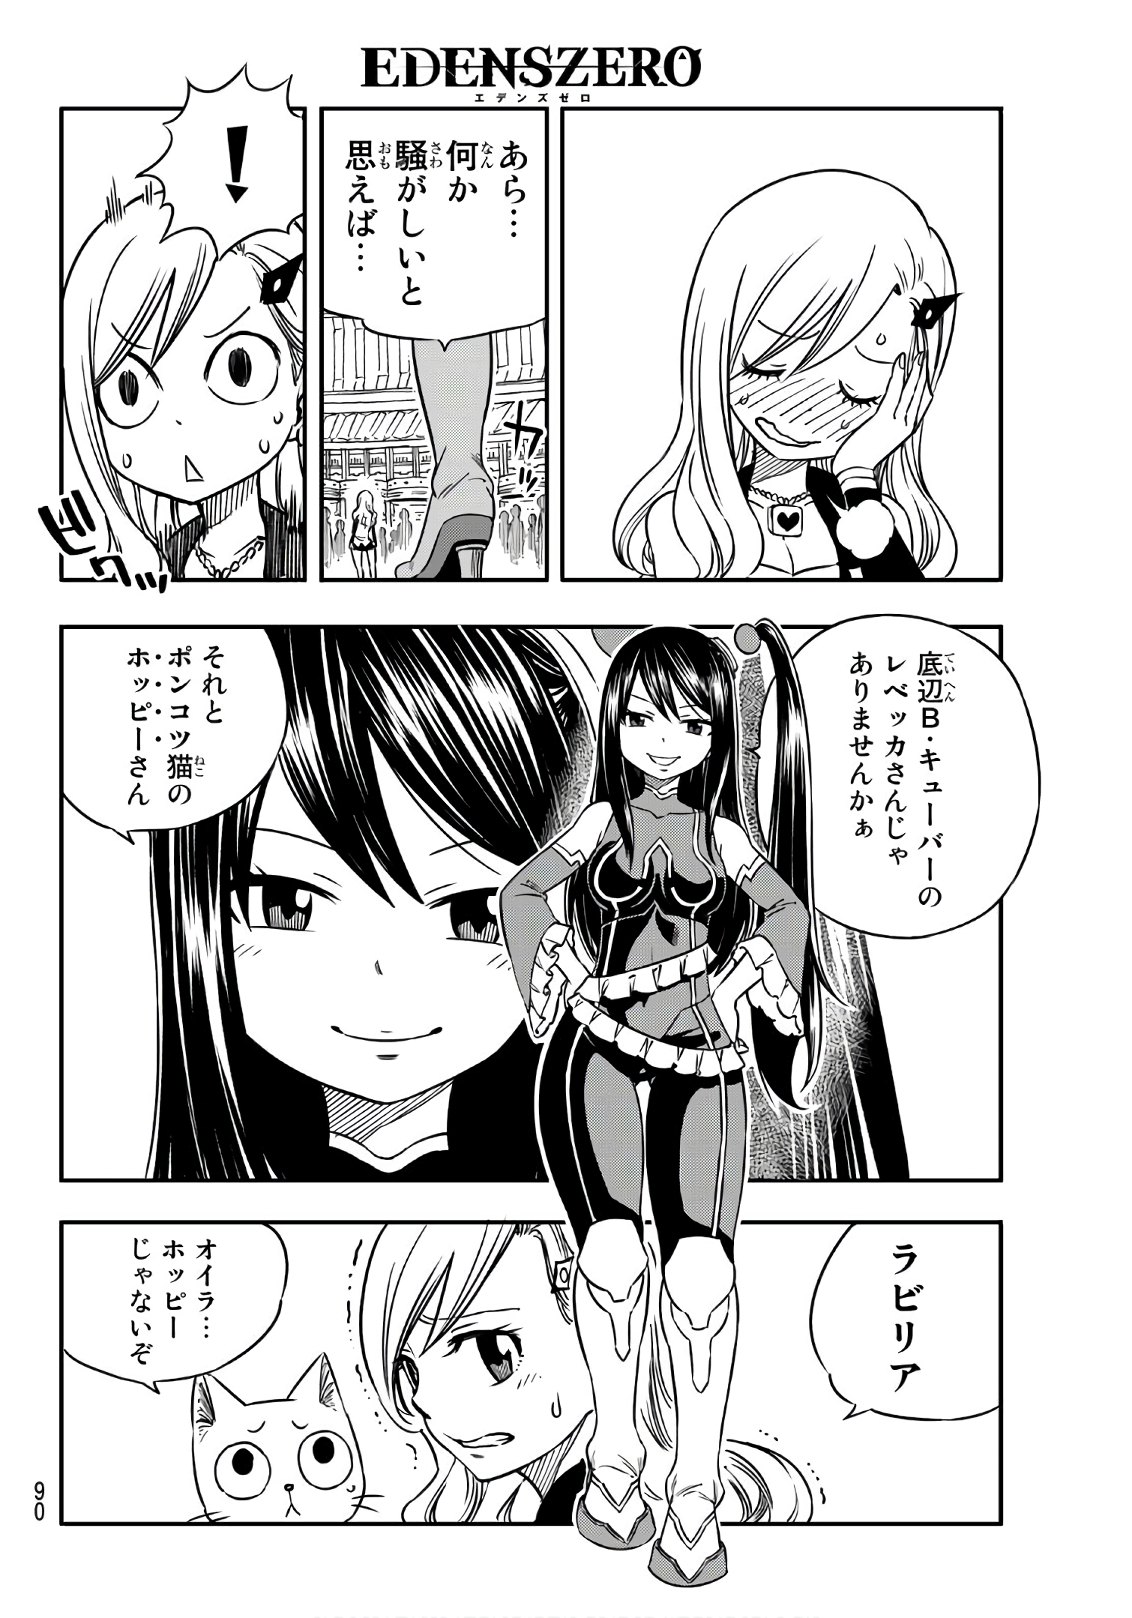 EDENSZERO
エデンズゼロ
あら…
何か
騒がしいと
思えば…
カッ
!
ビクッ
底辺B・キューバーの
レベッカさんじゃ
ありませんかぁ
それと
ポンコツ猫の
ホッピーさん
ラビリア
オイラ…
ホッピー
じゃないぞ
90